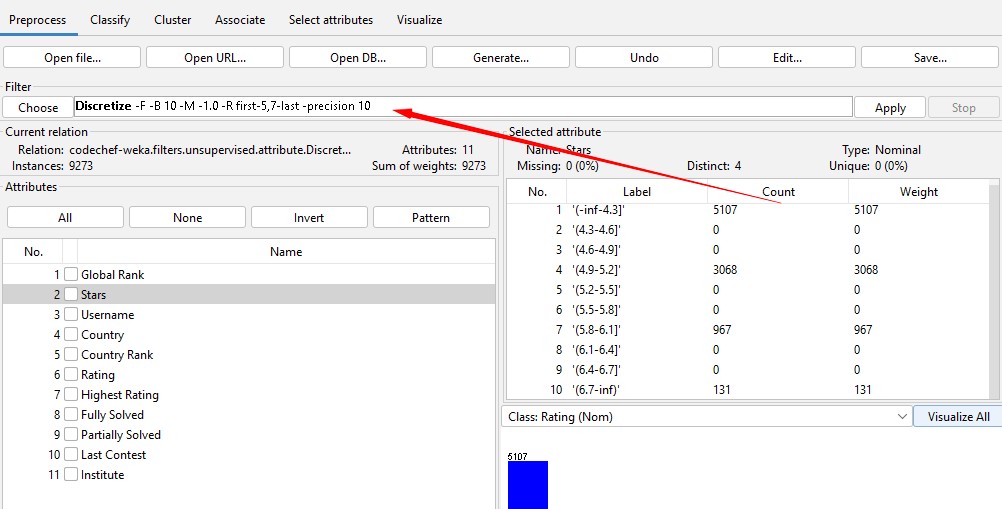 Preprocess Classify Cluster Associate Select attributes Visualize
Open file... Open URL... Open DB... Generate... Undo Edit... Save...
Filter
Choose Discretize -F -B 10 -M -1.0 -R first-5,7-last -precision 10 Apply Stop
Current relation
Relation: codechef-weka.filters.unsupervised.attribute.Discret... Attributes: 11
Instances: 9273 Sum of weights: 9273
Selected attribute
Name: Stars Type: Nominal
Missing: 0 (0%) Distinct: 4 Unique: 0 (0%)
Attributes
All None Invert Pattern
No. Name
1 Global Rank
2 Stars
3 Username
4 Country
5 Country Rank
6 Rating
7 Highest Rating
8 Fully Solved
9 Partially Solved
10 Last Contest
11 Institute
No. Label Count Weight
1 '(-inf-4.3]' 5107 5107
2 '(4.3-4.6]' 0 0
3 '(4.6-4.9]' 0 0
4 '(4.9-5.2]' 3068 3068
5 '(5.2-5.5]' 0 0
6 '(5.5-5.8]' 0 0
7 '(5.8-6.1]' 967 967
8 '(6.1-6.4]' 0 0
9 '(6.4-6.7]' 0 0
10 '(6.7-inf)' 131 131
Class: Rating (Nom) Visualize All
5107